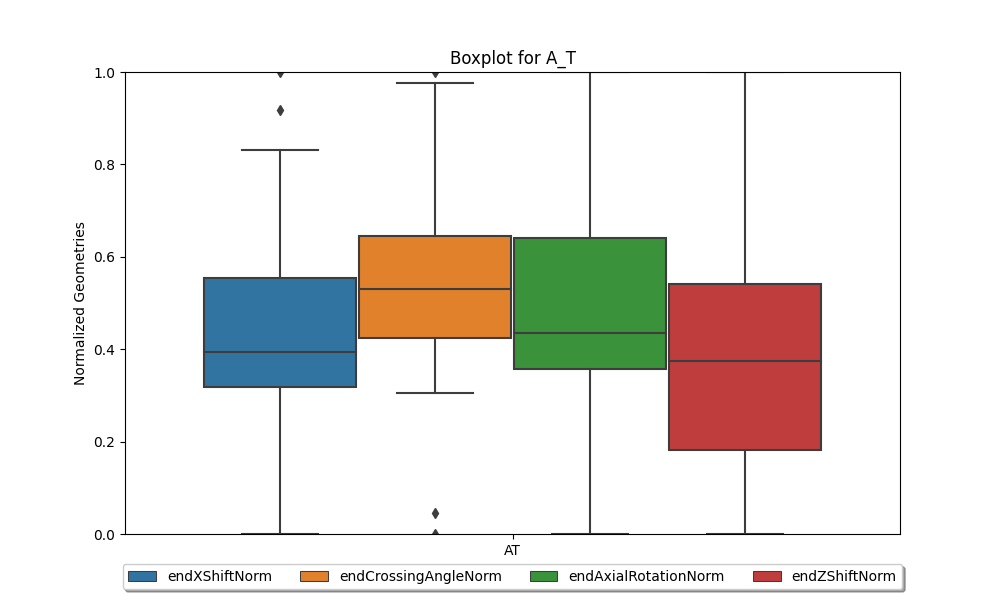 Boxplot for A_T
1.0
0.8
0.6
0.4
0.2
0.0
Normalized Geometries
AT
endXShiftNorm endCrossingAngleNorm endAxialRotationNorm endZShiftNorm